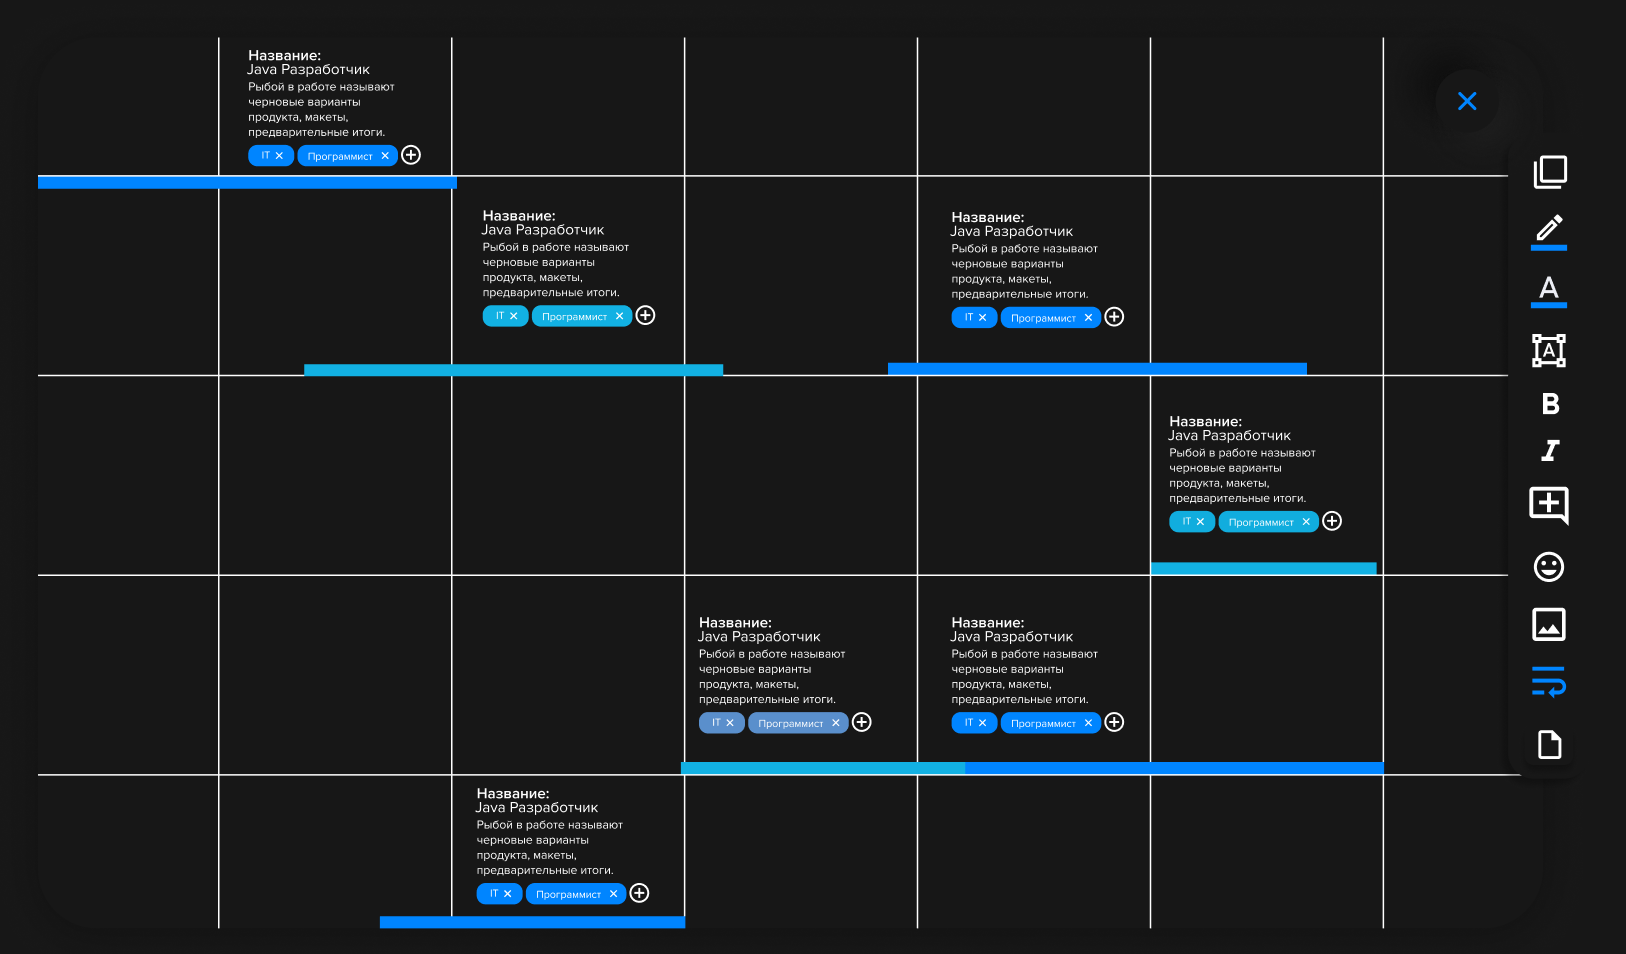 Название:
Java Разработчик
Рыбой в работе называют
черновые варианты
продукта, макеты,
предварительные итоги.
IT
Программист
Название:
Java Разработчик
Рыбой в работе называют
черновые варианты
продукта, макеты,
предварительные итоги.
IT
Программист
Название:
Java Разработчик
Рыбой в работе называют
черновые варианты
продукта, макеты,
предварительные итоги.
IT
Программист
Название:
Java Разработчик
Рыбой в работе называют
черновые варианты
продукта, макеты,
предварительные итоги.
IT
Программист
Название:
Java Разработчик
Рыбой в работе называют
черновые варианты
продукта, макеты,
предварительные итоги.
IT
Программист
Название:
Java Разработчик
Рыбой в работе называют
черновые варианты
продукта, макеты,
предварительные итоги.
IT
Программист
Название:
Java Разработчик
Рыбой в работе называют
черновые варианты
продукта, макеты,
предварительные итоги.
IT
Программист
A
A
B
I